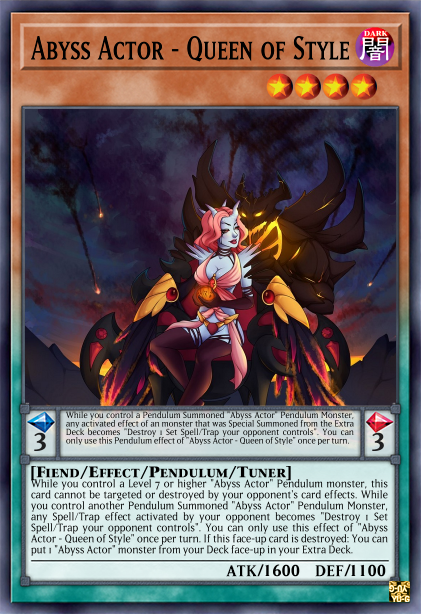 ABYSS ACTOR - QUEEN OF STYLE
DARK
闇
While you control a Pendulum Summoned "Abyss Actor" Pendulum Monster,
any activated effect of an monster that was Special Summoned from the Extra
Deck becomes "Destroy 1 Set Spell/Trap your opponent controls". You can
only use this Pendulum effect of "Abyss Actor - Queen of Style" once per turn.
3
3
[FIEND/EFFECT/PENDULUM/TUNER]
While you control a Level 7 or higher "Abyss Actor" Pendulum monster, this
card cannot be targeted or destroyed by your opponent's card effects. While
you control another Pendulum Summoned "Abyss Actor" Pendulum Monster,
any Spell/Trap effect activated by your opponent becomes "Destroy 1 Set
Spell/Trap your opponent controls". You can only use this effect of "Abyss
Actor - Queen of Style" once per turn. If this face-up card is destroyed: You can
put 1 "Abyss Actor" monster from your Deck face-up in your Extra Deck.
ATK/1600 DEF/1100